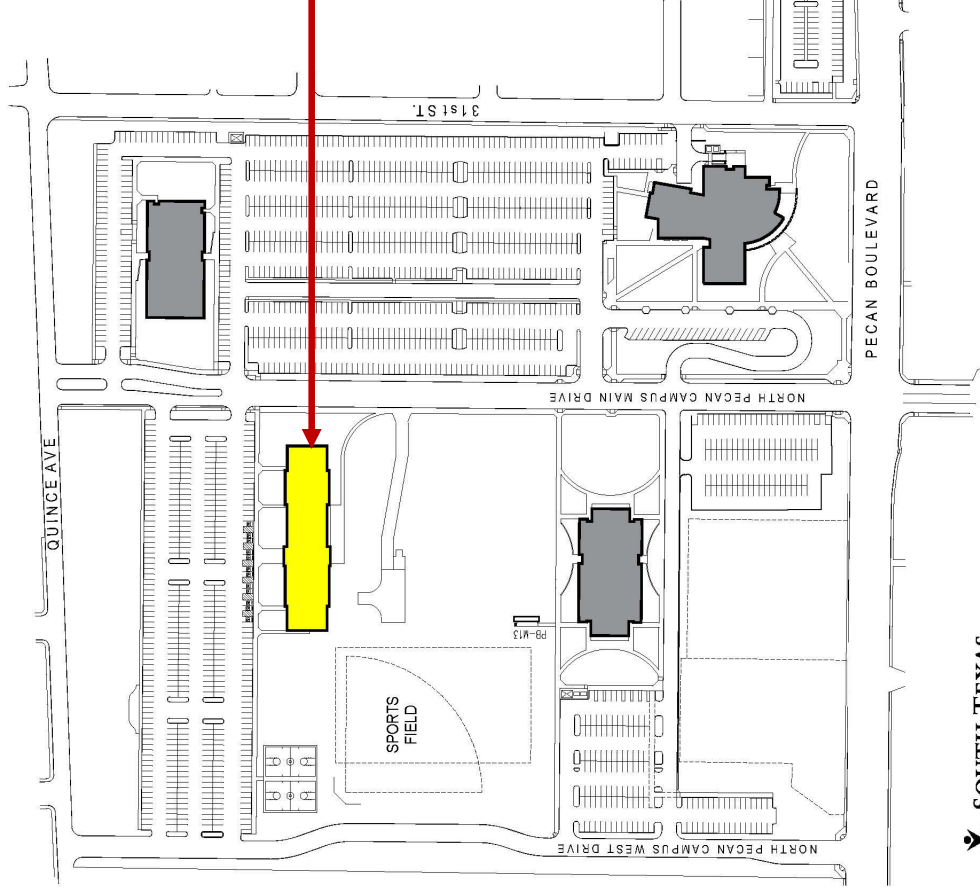 31st ST.
PECAN BOULEVARD
NORTH PECAN CAMPUS MAIN DRIVE
QUINCE AVE
PB-M13
SPORTS
FIELD
NORTH PECAN CAMPUS WEST DRIVE
SOUTH TEXAS